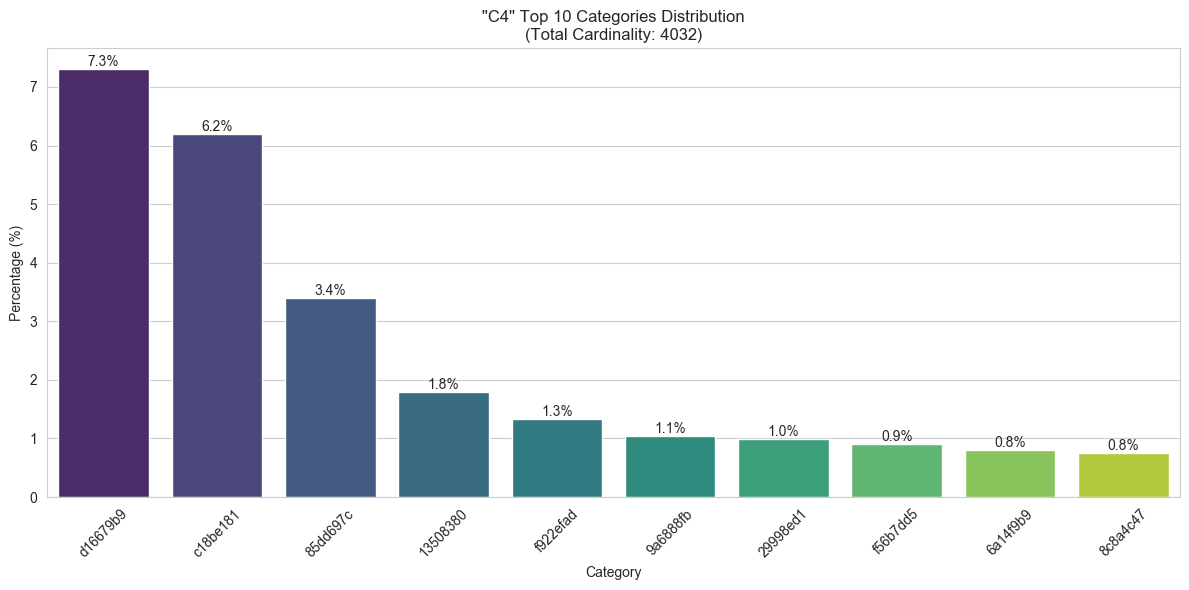 "C4" Top 10 Categories Distribution
(Total Cardinality: 4032)
Percentage (%)
7
6
5
4
3
2
1
0
7.3%
6.2%
3.4%
1.8%
1.3%
1.1%
1.0%
0.9%
0.8%
0.8%
d16679b9
c18be181
85dd697c
13508380
f922efad
9a6888fb
29998ed1
f56b7dd5
6a14f9b9
8c8a4c47
Category